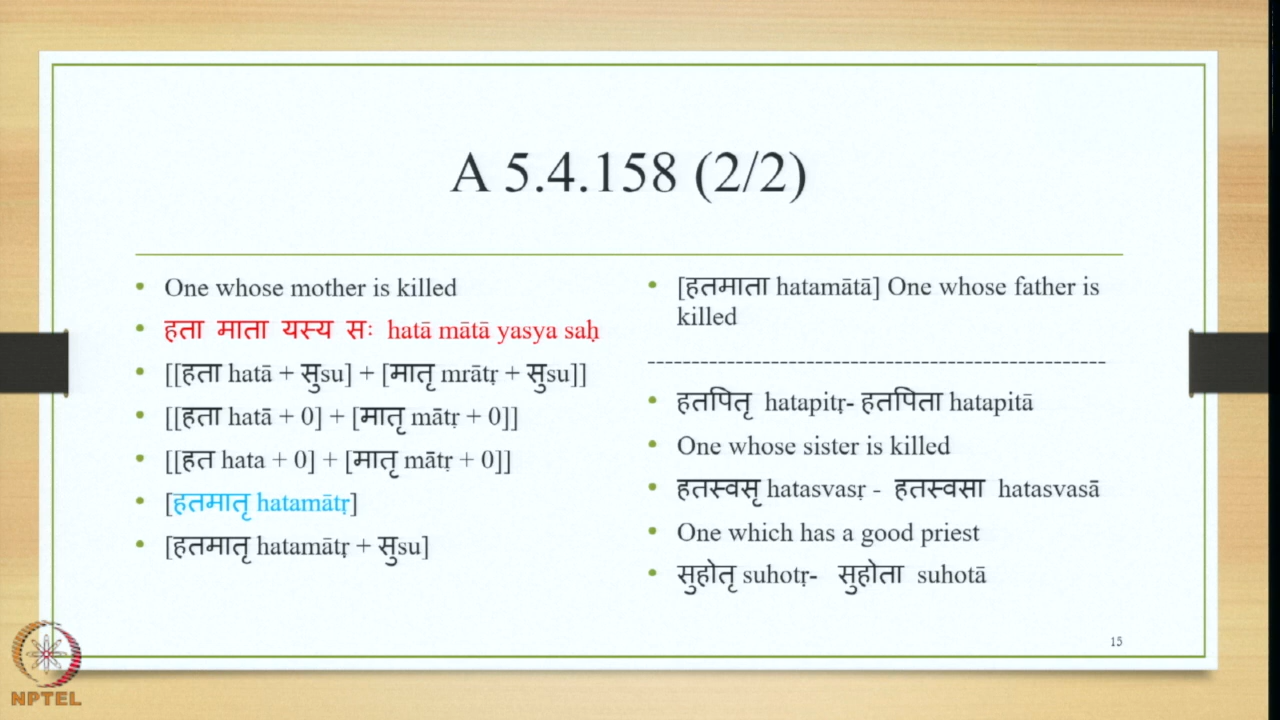 A 5.4.158 (2/2)
• One whose mother is killed
• हता माता यस्य सः hatā mātā yasya saḥ
• [[हता hatā + सुsu] + [मातृ mrātṛ + सुsu]]
• [[हता hatā + 0] + [मातृ mātṛ + 0]]
• [[हत hata + 0] + [मातृ mātṛ + 0]]
• [हतमातृ hatamātṛ]
• [हतमातृ hatamātṛ + सुsu]
• [हतमाता hatamātā] One whose father is
killed
-----------------------------------------------------
• हतपितृ hatapitṛ- हतपिता hatapitā
• One whose sister is killed
• हतस्वसृ hatasvasṛ - हतस्वसा hatasvasā
• One which has a good priest
• सुहोतृ suhotṛ- सुहोता suhotā
15
NPTEL